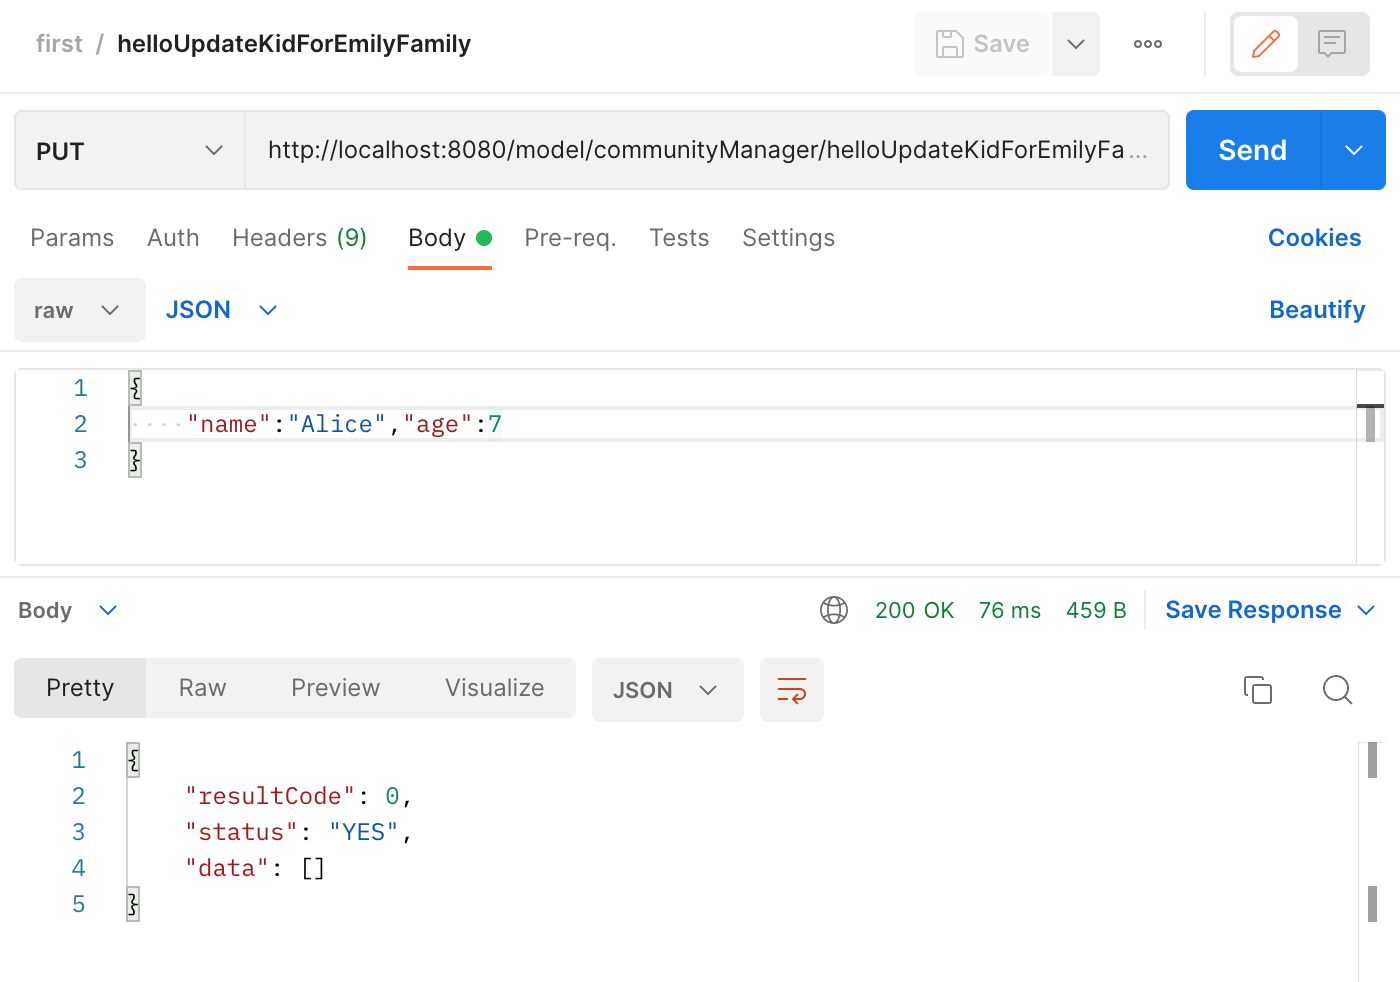 first / helloUpdateKidForEmilyFamily
Save
PUT
http://localhost:8080/model/communityManager/helloUpdateKidForEmilyFa...
Send
Params Auth Headers (9) Body Pre-req. Tests Settings Cookies
raw JSON Beautify
1 {
2 ····"name":"Alice","age":7
3 }
Body 200 OK 76 ms 459 B Save Response
Pretty Raw Preview Visualize JSON
1 {
2 "resultCode": 0,
3 "status": "YES",
4 "data": []
5 }